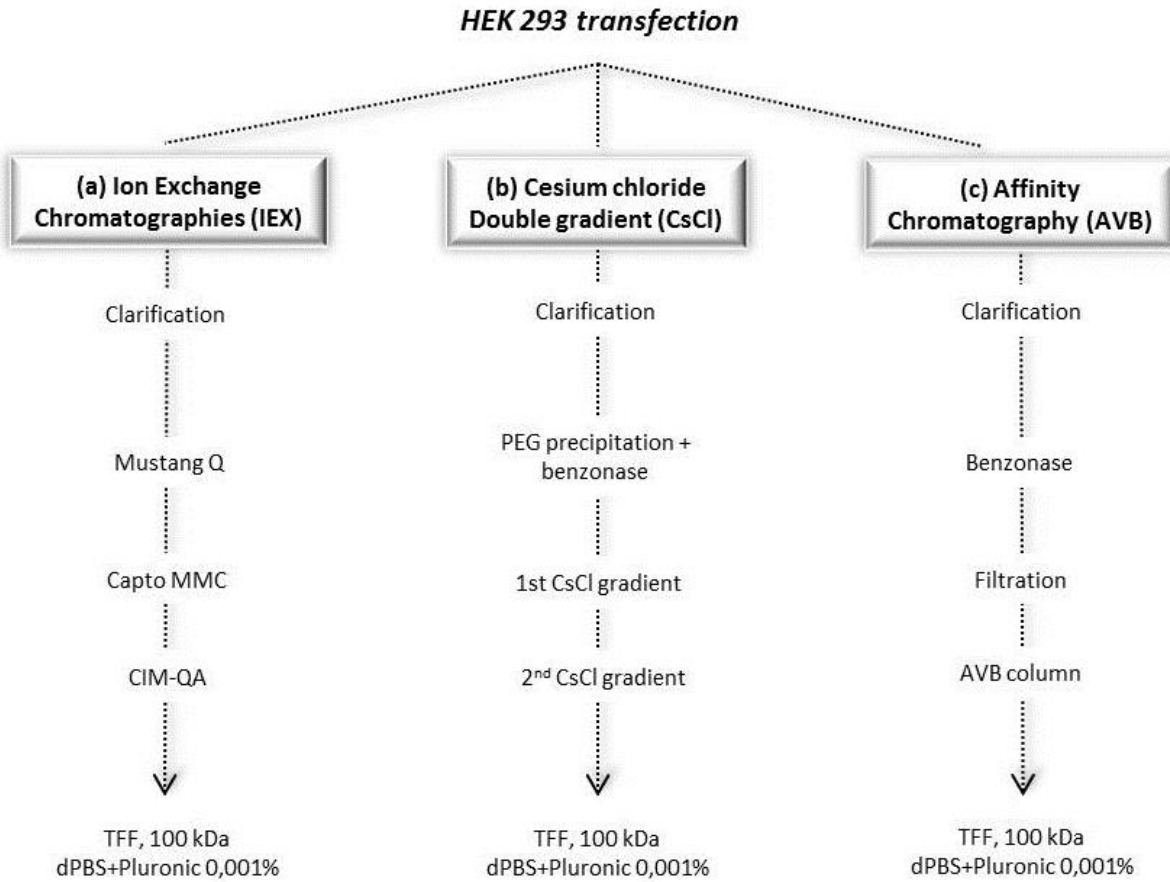 HEK 293 transfection
(a) Ion Exchange
Chromatographies (IEX)
Clarification
Mustang Q
Capto MMC
CIM-QA
TFF, 100 kDa
dPBS+Pluronic 0,001%
(b) Cesium chloride
Double gradient (CsCl)
Clarification
PEG precipitation +
benzonase
1st CsCl gradient
2nd CsCl gradient
TFF, 100 kDa
dPBS+Pluronic 0,001%
(c) Affinity
Chromatography (AVB)
Clarification
Benzonase
Filtration
AVB column
TFF, 100 kDa
dPBS+Pluronic 0,001%